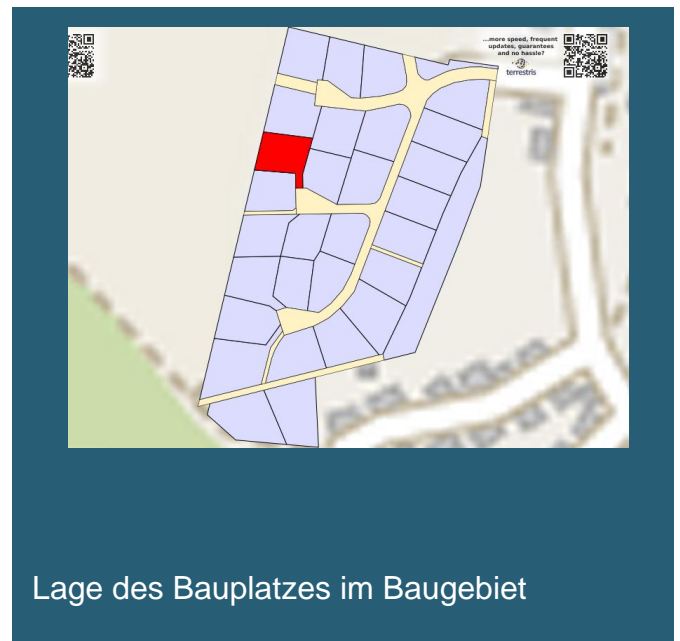 ...more speed, frequent
updates, guarantees
and no hassle?
terrestris
Lage des Bauplatzes im Baugebiet